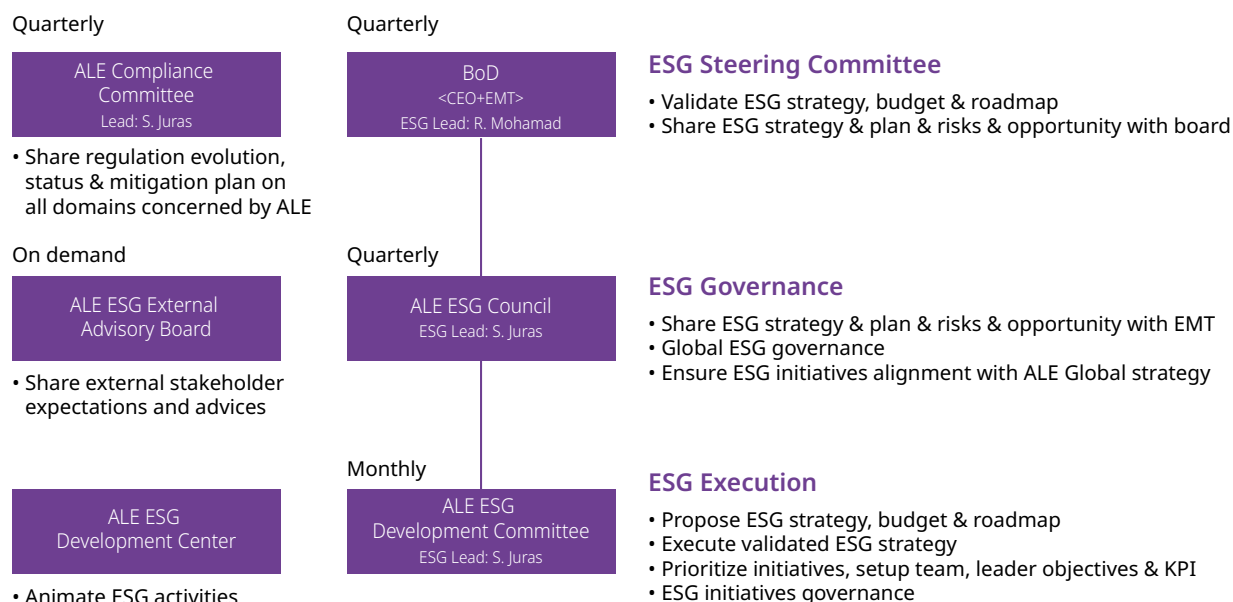 Quarterly
ALE Compliance
Committee
Lead: S. Juras
• Share regulation evolution,
status & mitigation plan on
all domains concerned by ALE
Quarterly
BoD
<CEO+EMT>
ESG Lead: R. Mohamad
ESG Steering Committee
• Validate ESG strategy, budget & roadmap
• Share ESG strategy & plan & risks & opportunity with board
On demand
ALE ESG External
Advisory Board
• Share external stakeholder
expectations and advices
Quarterly
ALE ESG Council
ESG Lead: S. Juras
ESG Governance
• Share ESG strategy & plan & risks & opportunity with EMT
• Global ESG governance
• Ensure ESG initiatives alignment with ALE Global strategy
ALE ESG
Development Center
• Animate ESG activities
Monthly
ALE ESG
Development Committee
ESG Lead: S. Juras
ESG Execution
• Propose ESG strategy, budget & roadmap
• Execute validated ESG strategy
• Prioritize initiatives, setup team, leader objectives & KPI
• ESG initiatives governance